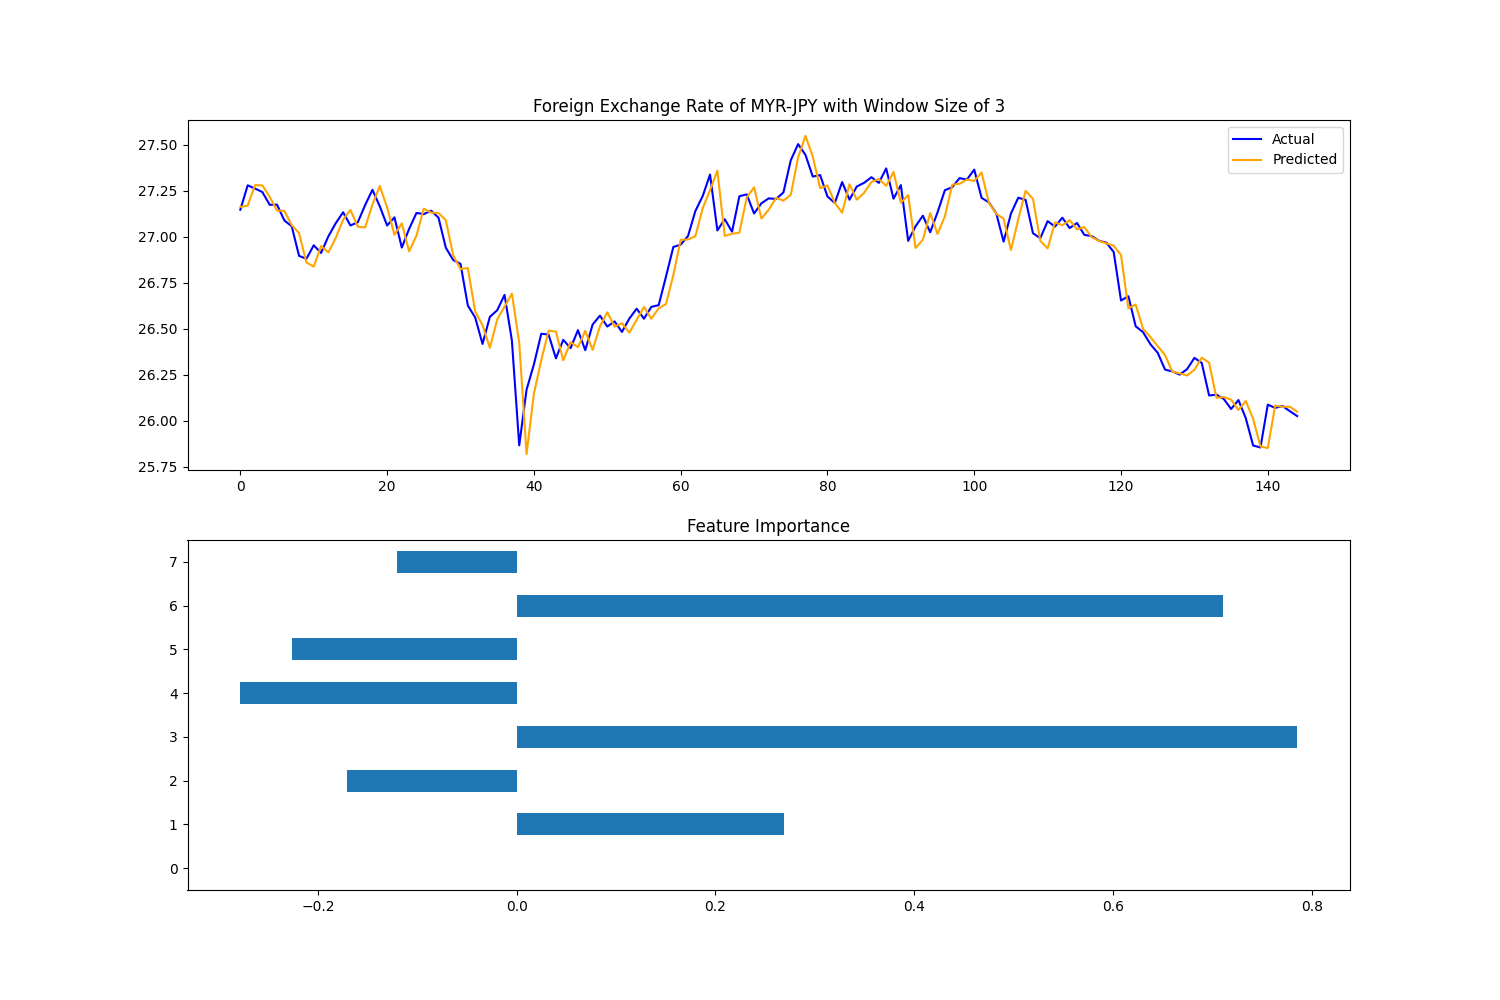 Foreign Exchange Rate of MYR-JPY with Window Size of 3
27.50
27.25
27.00
26.75
26.50
26.25
26.00
25.75
Actual
Predicted
0 20 40 60 80 100 120 140
Feature Importance
7
6
5
4
3
2
1
0
−0.2 0.0 0.2 0.4 0.6 0.8